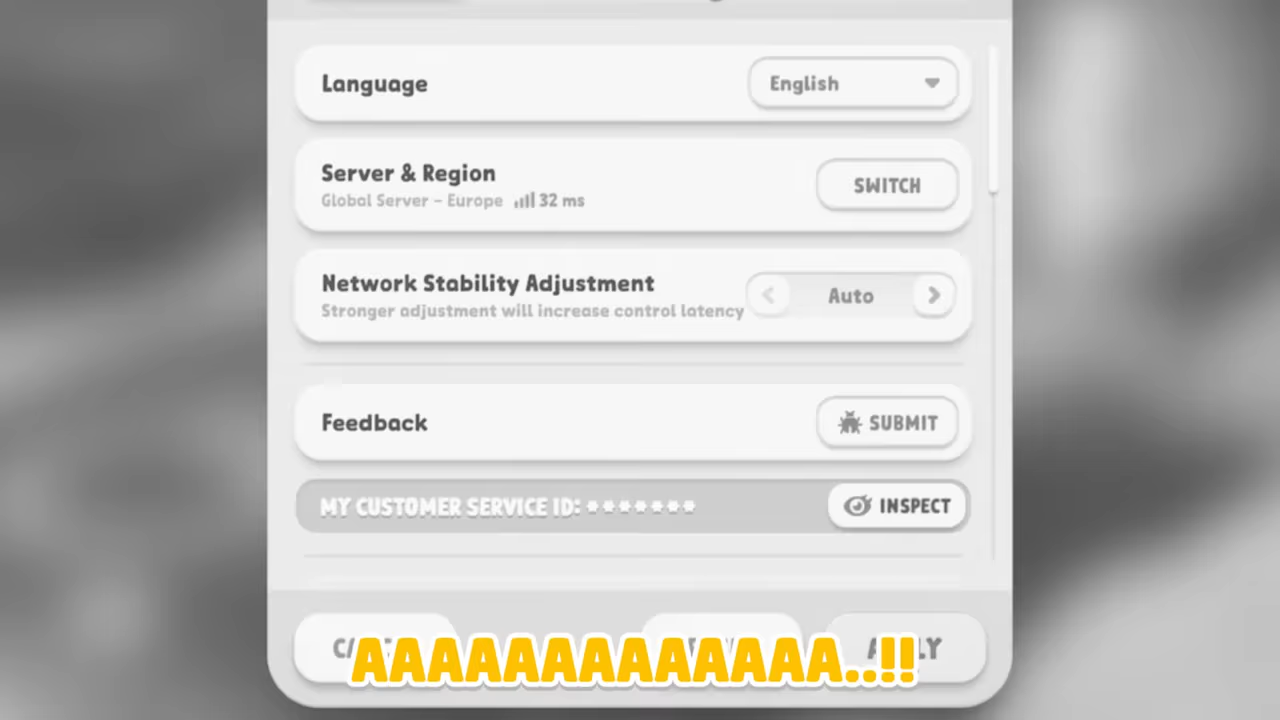 Language
English
Server & Region
Global Server - Europe 32 ms
SWITCH
Network Stability Adjustment
Stronger adjustment will increase control latency
Auto
Feedback
SUBMIT
MY CUSTOMER SERVICE ID: *******
INSPECT
AAAAAAAAAAAAAA..!!